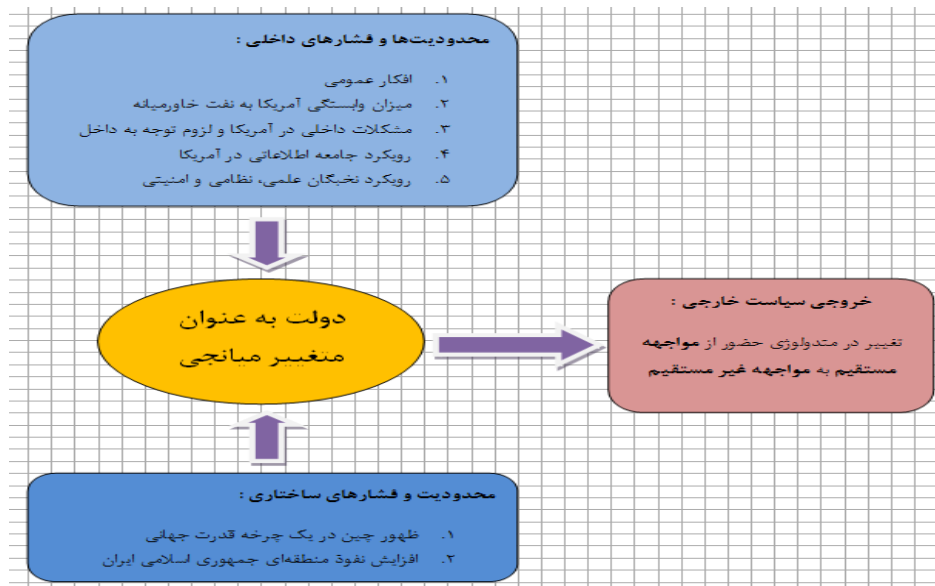 محدودیت‌ها و فشارهای داخلی :
۱. افکار عمومی
۲. میزان وابستگی آمریکا به نفت خاورمیانه
۳. مشکلات داخلی در آمریکا و لزوم توجه به داخل
۴. رویکرد جامعه اطلاعاتی در آمریکا
۵. رویکرد نخبگان علمی، نظامی و امنیتی
دولت به عنوان
متغییر میانجی
خروجی سیاست خارجی :
تغییر در متدولوژی حضور از مواجهه
مستقیم به مواجهه غیر مستقیم
محدودیت و فشارهای ساختاری :
۱. ظهور چین در یک چرخه قدرت جهانی
۲. افزایش نفوذ منطقه‌ای جمهوری اسلامی ایران